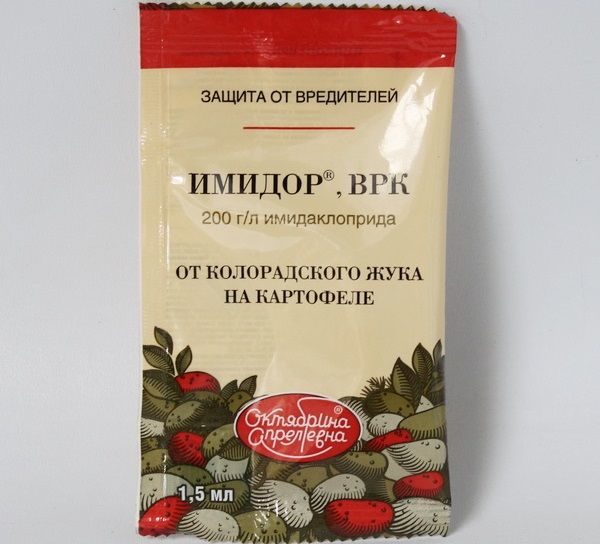 ЗАЩИТА ОТ ВРЕДИТЕЛЕЙ
ИМИДОР®, ВРК
200 г/л имидаклоприда
ОТ КОЛОРАДСКОГО ЖУКА
НА КАРТОФЕЛЕ
Октябрина ®
Апрелевна
1,5 мл